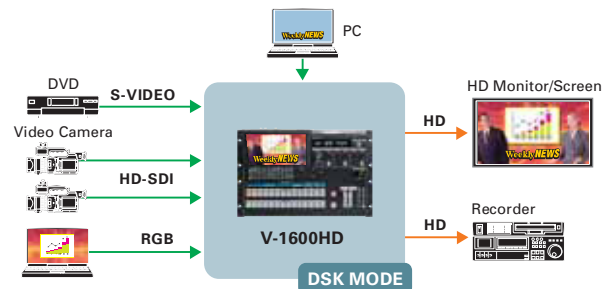 WeeklyNEWS
PC
DVD
S-VIDEO
Video Camera
HD-SDI
RGB
WeeklyNEWS
V-1600HD
DSK MODE
HD
HD Monitor/Screen
WeeklyNEWS
HD
Recorder